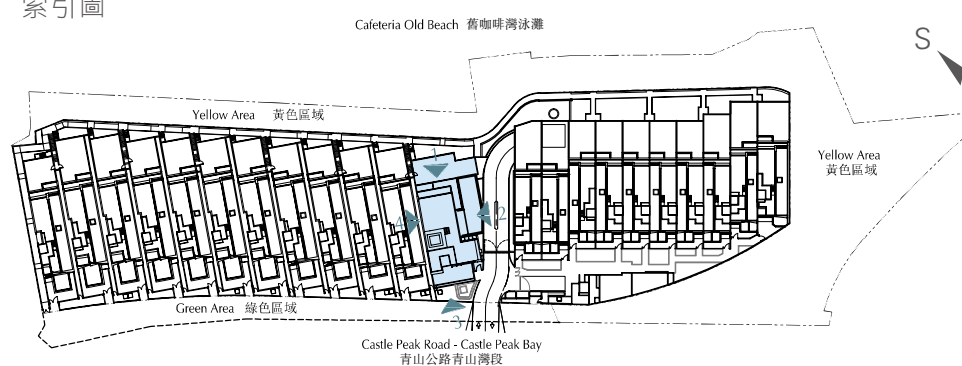 索引圖
Cafeteria Old Beach 舊咖啡灣泳灘
S
Yellow Area 黃色區域
Yellow Area
黃色區域
1
2
4
3
Green Area 綠色區域
Castle Peak Road - Castle Peak Bay
青山公路青山灣段